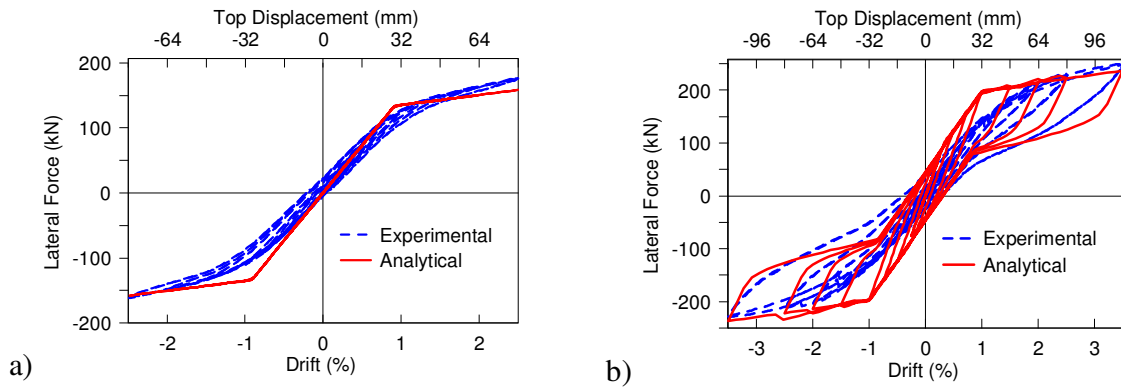 Top Displacement (mm)
-64 -32 0 32 64
200
100
0
-100
-200
Lateral Force (kN)
Experimental
Analytical
-2 -1 0 1 2
Drift (%)
a)
Top Displacement (mm)
-96 -64 -32 0 32 64 96
200
100
0
-100
-200
Lateral Force (kN)
Experimental
Analytical
-3 -2 -1 0 1 2 3
Drift (%)
b)